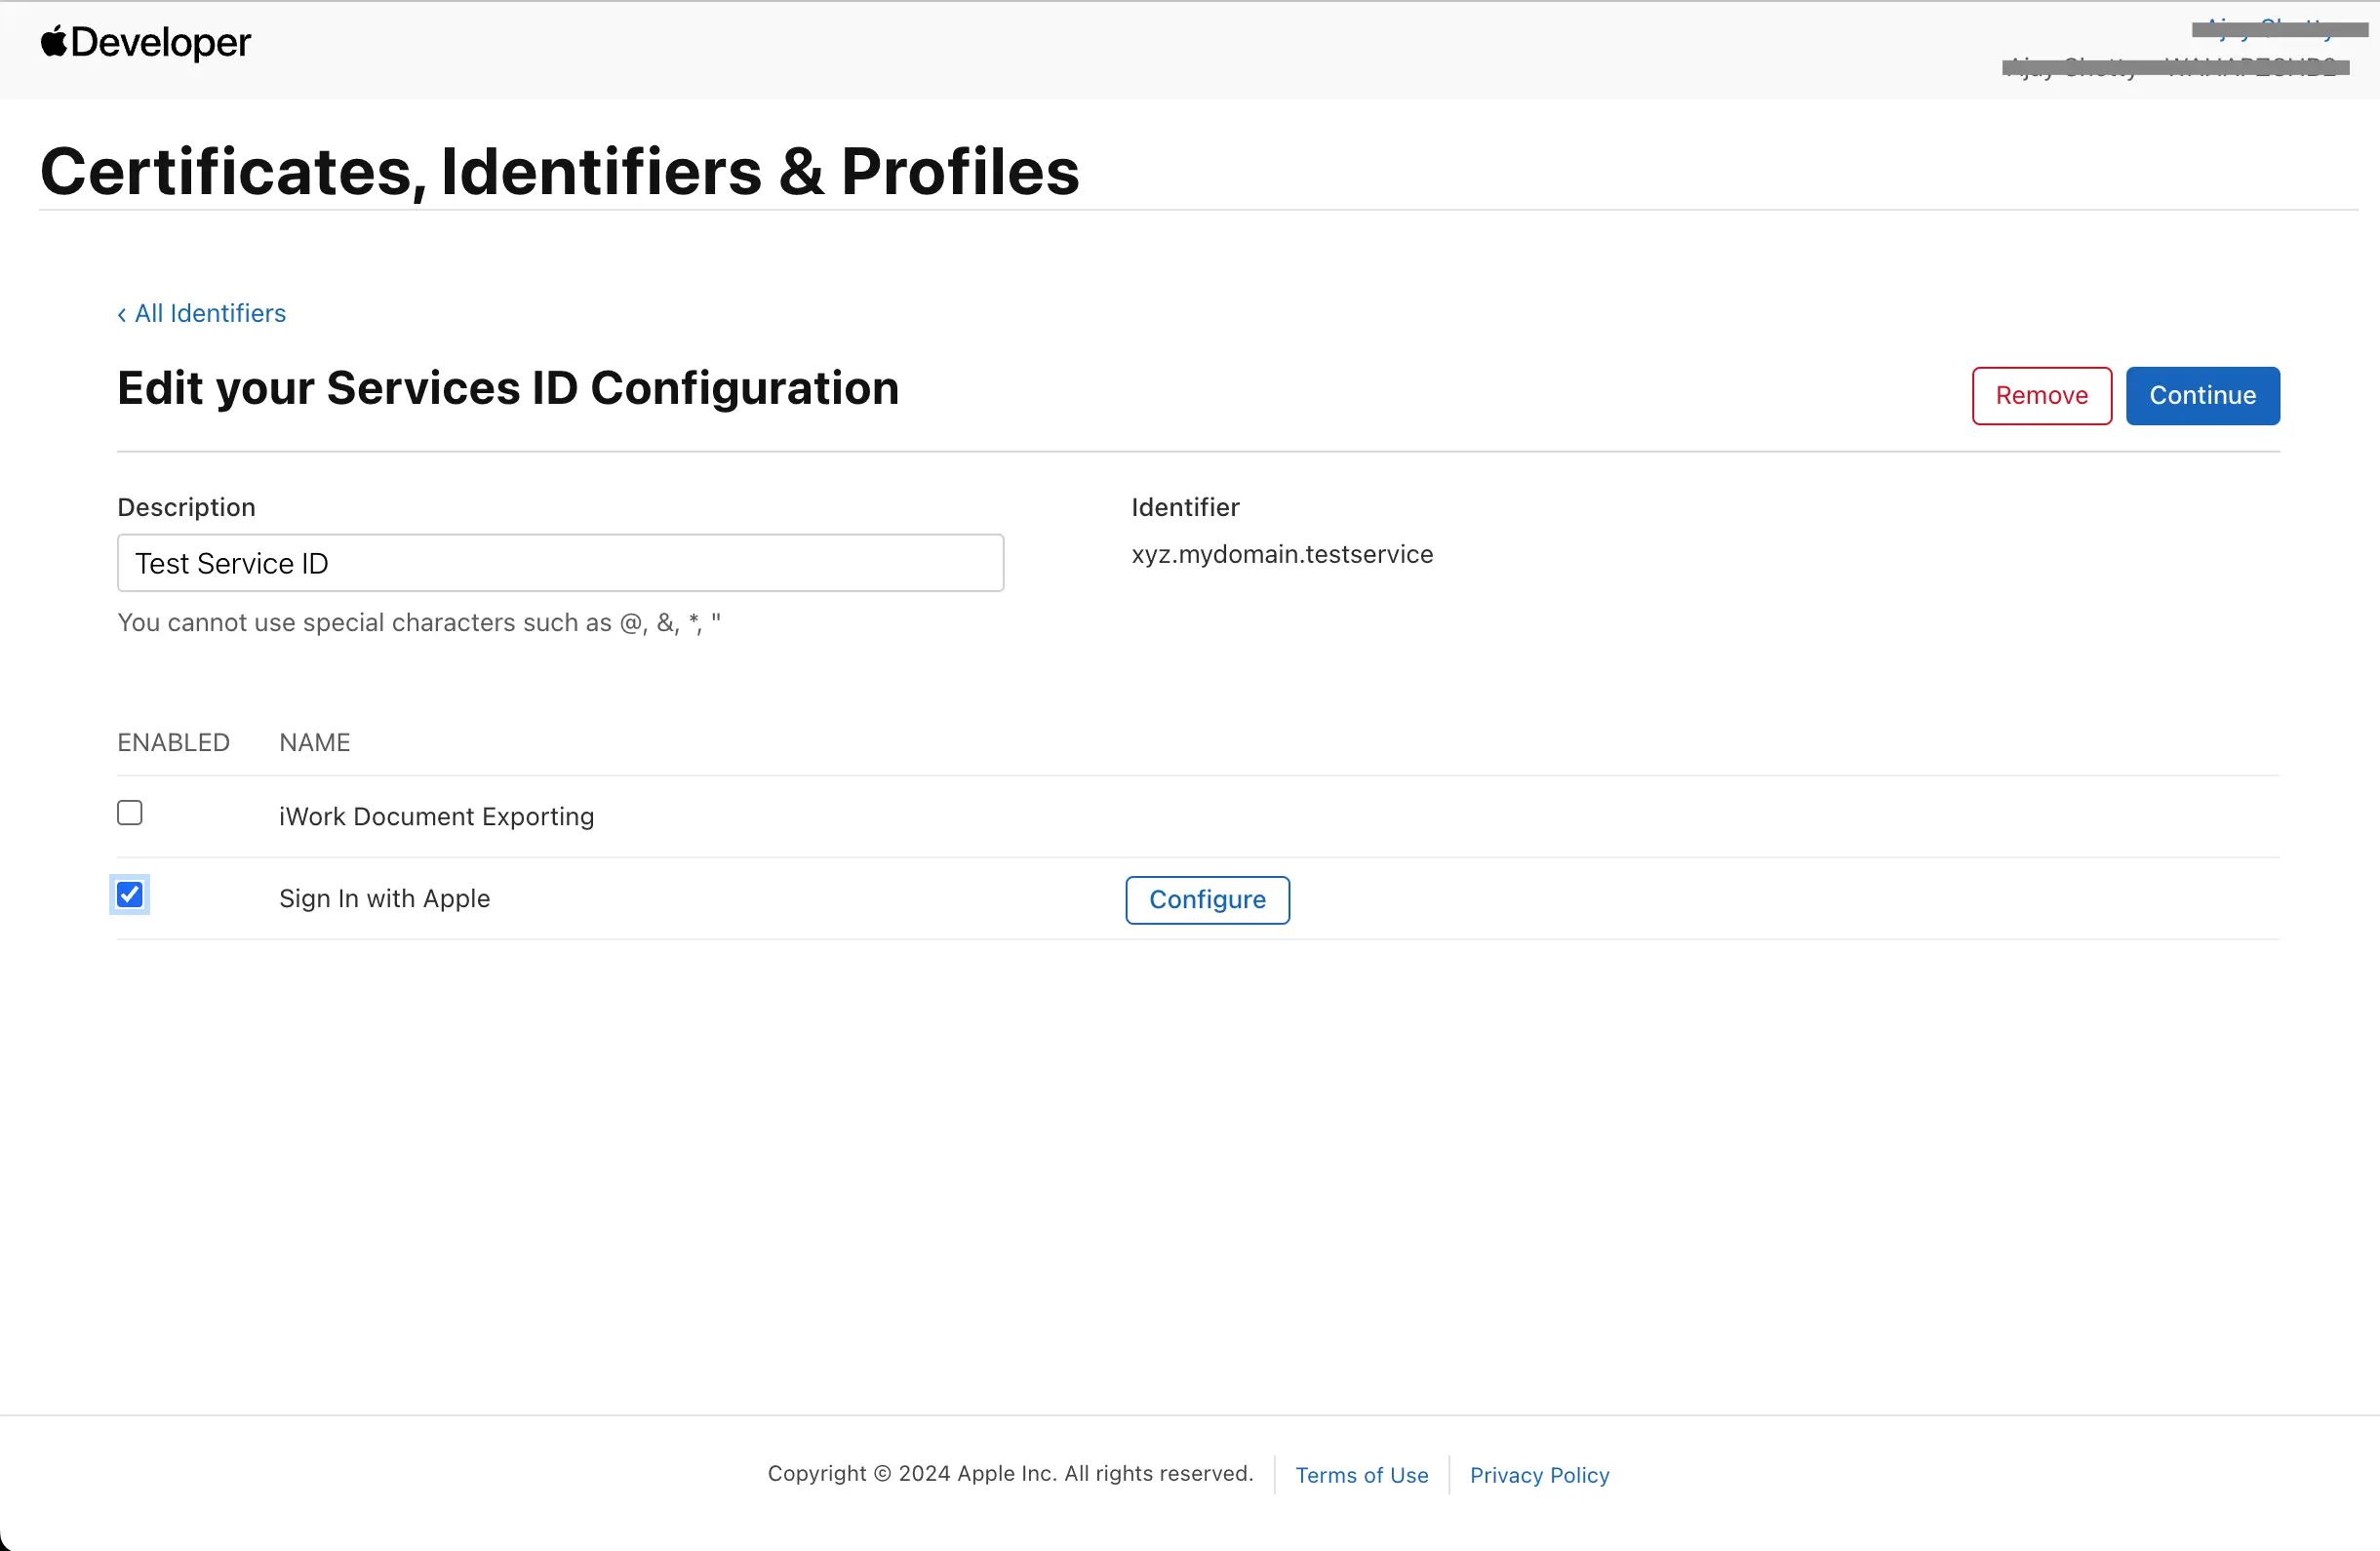 Developer
Certificates, Identifiers & Profiles
‹ All Identifiers
Edit your Services ID Configuration
Remove
Continue
Description
Identifier
Test Service ID
xyz.mydomain.testservice
You cannot use special characters such as @, &, *, "
ENABLED NAME
iWork Document Exporting
Sign In with Apple
Configure
Copyright © 2024 Apple Inc. All rights reserved.
Terms of Use
Privacy Policy